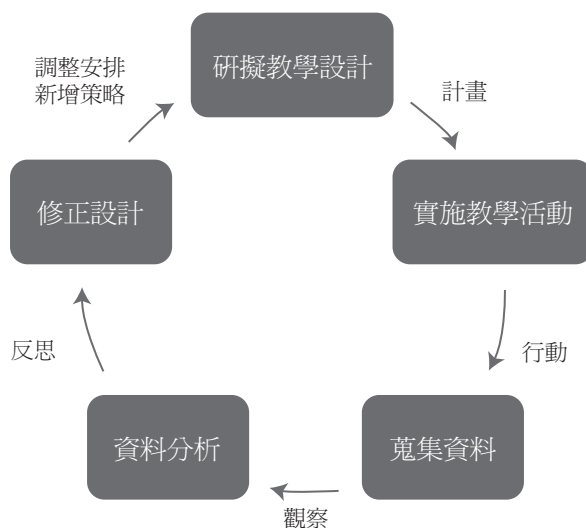 研擬教學設計
調整安排
新增策略
計畫
修正設計
實施教學活動
反思
行動
資料分析
蒐集資料
觀察